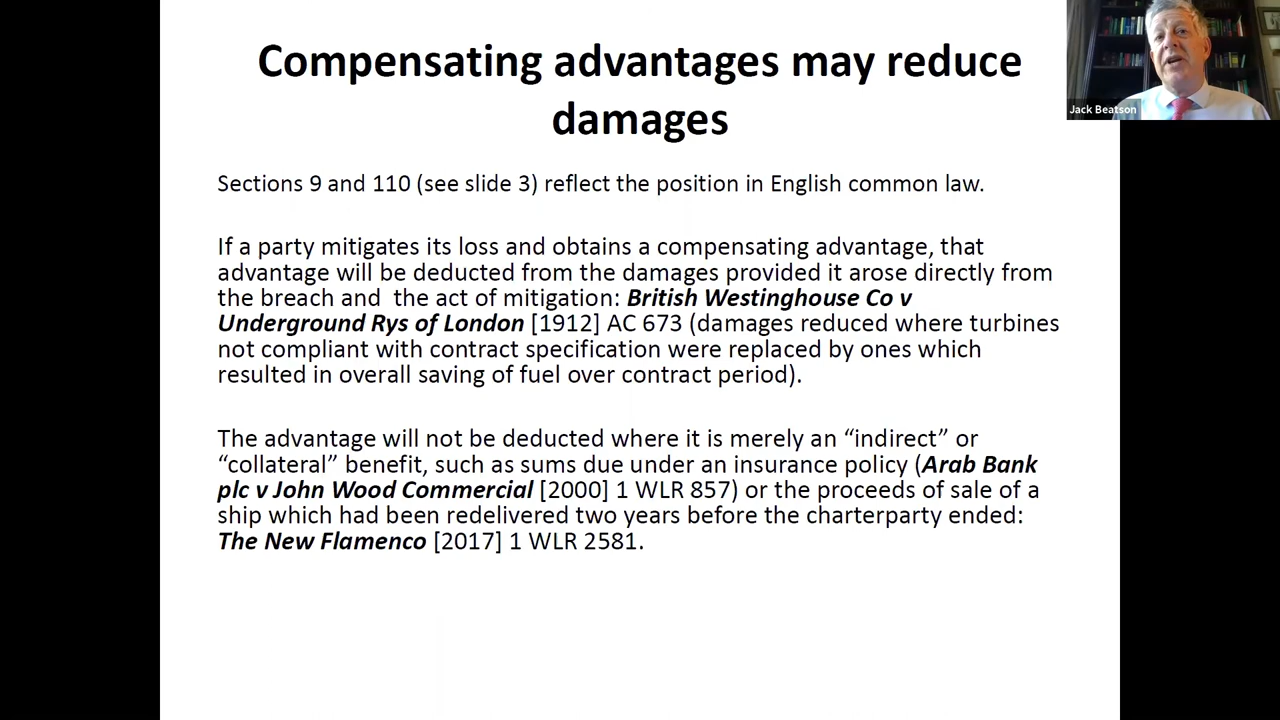 Compensating advantages may reduce
damages
Jack Beatson
Sections 9 and 110 (see slide 3) reflect the position in English common law.
If a party mitigates its loss and obtains a compensating advantage, that
advantage will be deducted from the damages provided it arose directly from
the breach and  the act of mitigation: British Westinghouse Co v
Underground Rys of London [1912] AC 673 (damages reduced where turbines
not compliant with contract specification were replaced by ones which
resulted in overall saving of fuel over contract period).
The advantage will not be deducted where it is merely an “indirect” or
“collateral” benefit, such as sums due under an insurance policy (Arab Bank
plc v John Wood Commercial [2000] 1 WLR 857) or the proceeds of sale of a
ship which had been redelivered two years before the charterparty ended:
The New Flamenco [2017] 1 WLR 2581.